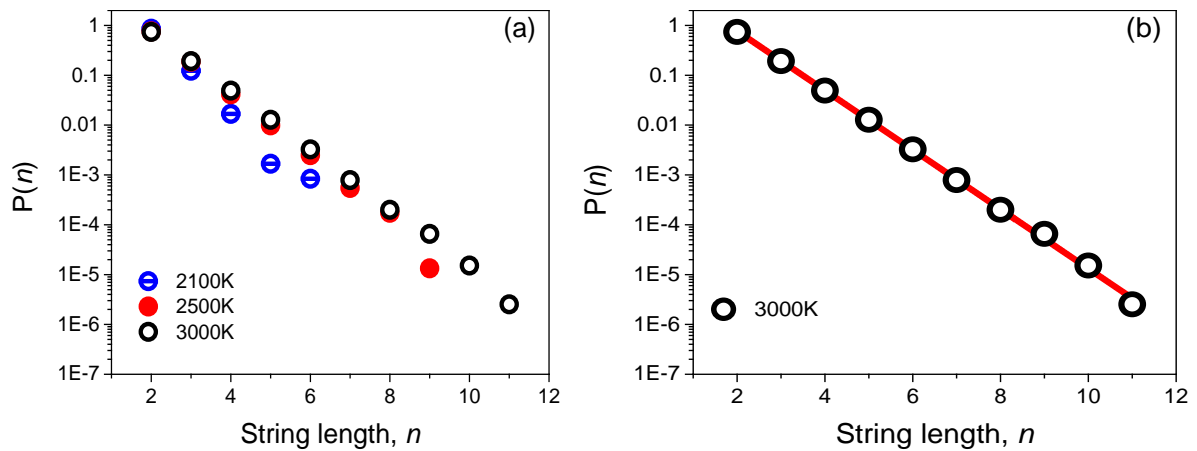 (a)
P(n)
1
0.1
0.01
1E-3
1E-4
1E-5
1E-6
1E-7
2100K
2500K
3000K
2 4 6 8 10 12
String length, n
(b)
P(n)
1
0.1
0.01
1E-3
1E-4
1E-5
1E-6
1E-7
3000K
2 4 6 8 10 12
String length, n